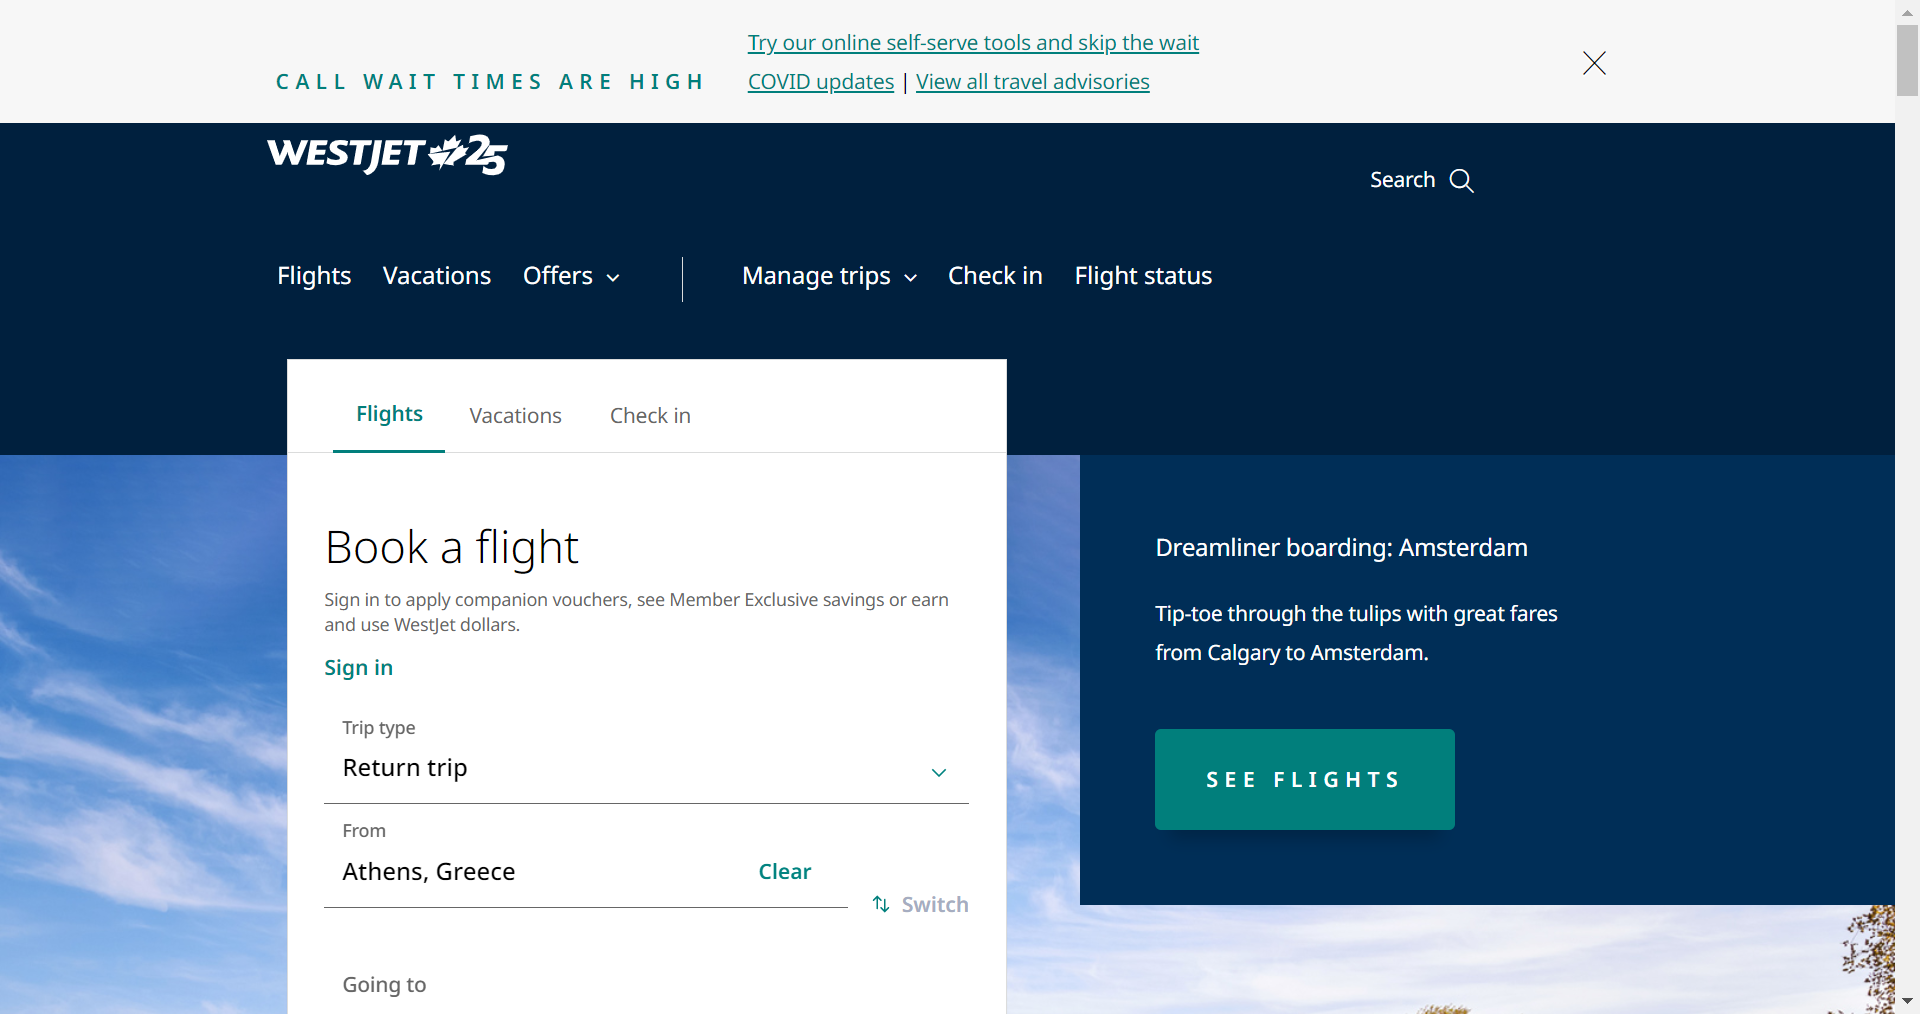 Try our online self-serve tools and skip the wait
CALL WAIT TIMES ARE HIGH
COVID updates | View all travel advisories
WESTJET 25
Search
Flights
Vacations
Offers
Manage trips
Check in
Flight status
Flights
Vacations
Check in
Book a flight
Sign in to apply companion vouchers, see Member Exclusive savings or earn
and use WestJet dollars.
Sign in
Trip type
Return trip
From
Athens, Greece
Clear
Switch
Going to
Dreamliner boarding: Amsterdam
Tip-toe through the tulips with great fares
from Calgary to Amsterdam.
SEE FLIGHTS